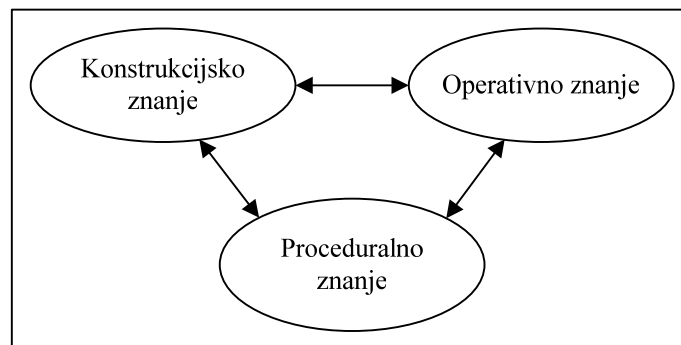 Konstrukcijsko
znanje
Operativno znanje
Proceduralno
znanje